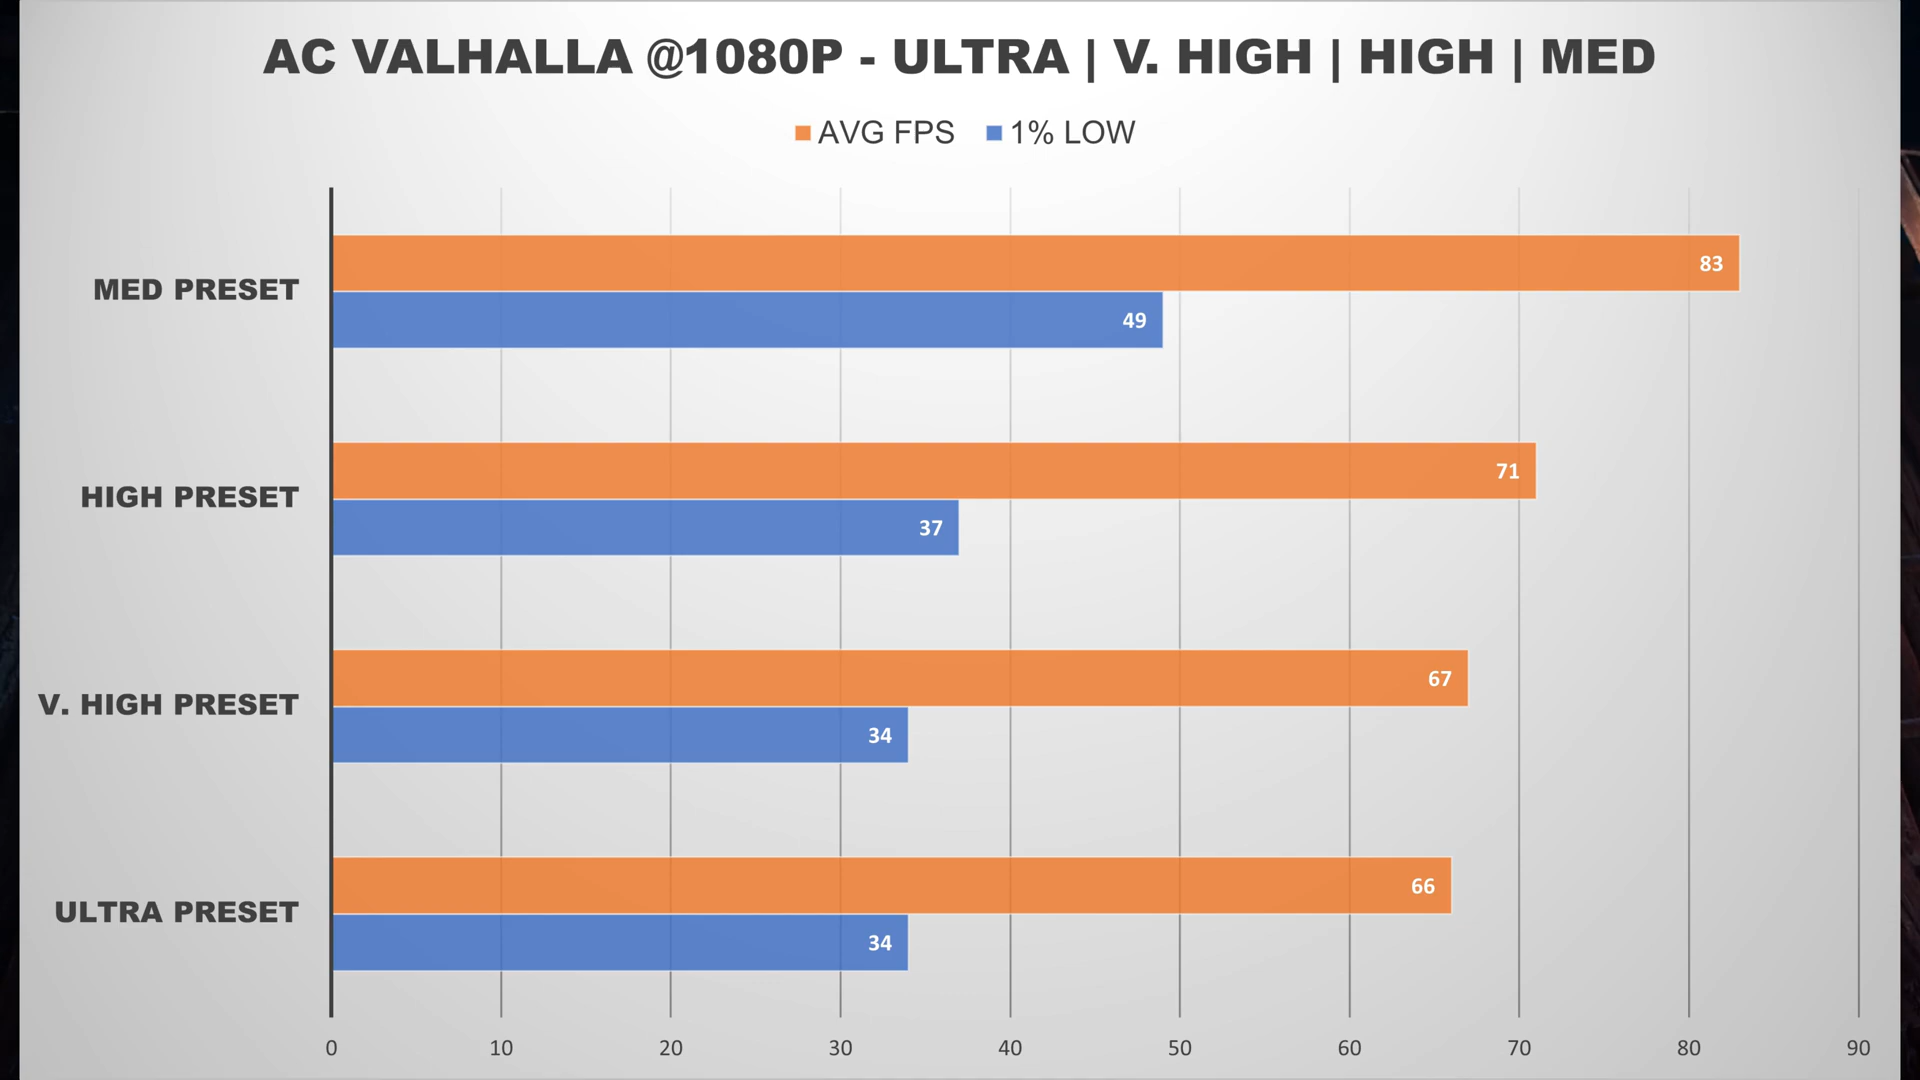 AC VALHALLA @1080P - ULTRA | V. HIGH | HIGH | MED
AVG FPS 1% LOW
MED PRESET 83
49
HIGH PRESET 71
37
V. HIGH PRESET 67
34
ULTRA PRESET 66
34
0 10 20 30 40 50 60 70 80 90